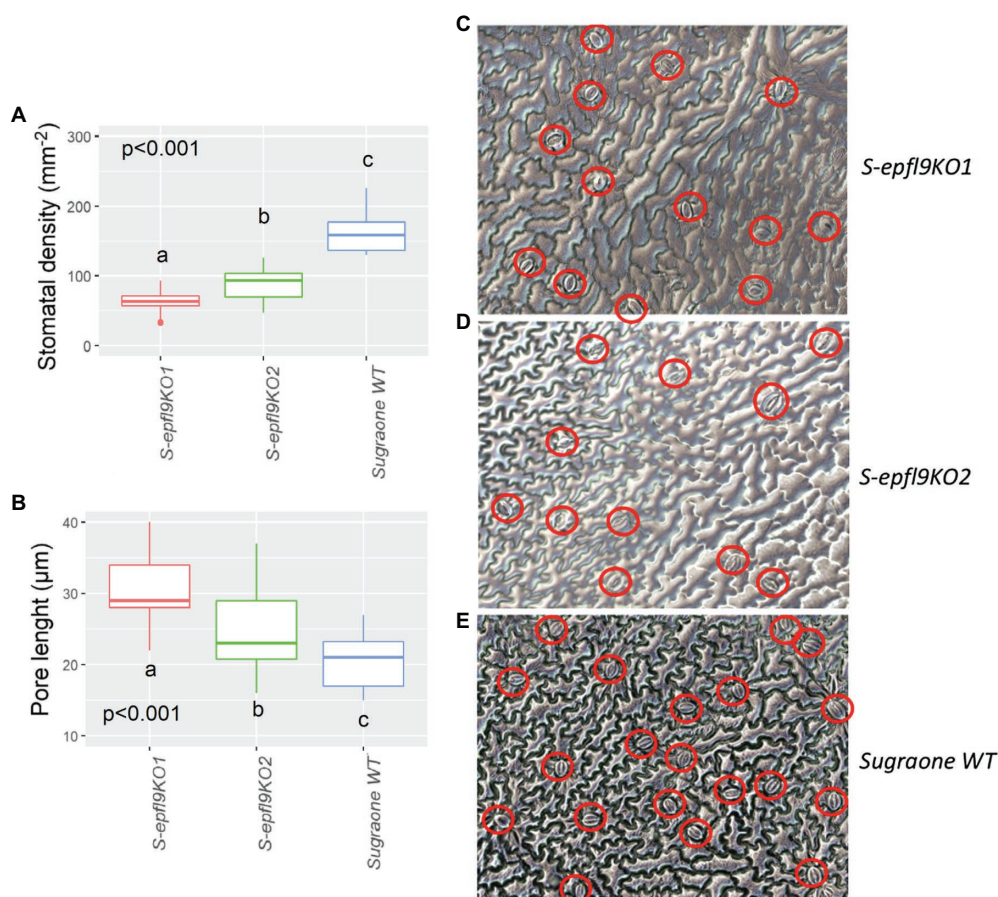 A
Stomatal density (mm-2)
300
200
100
0
p<0.001
a
b
c
S-epfl9KO1
S-epfl9KO2
Sugraone WT
B
Pore lenght (µm)
40
30
20
10
p<0.001
a
b
c
S-epfl9KO1
S-epfl9KO2
Sugraone WT
C
S-epfl9KO1
D
S-epfl9KO2
E
Sugraone WT